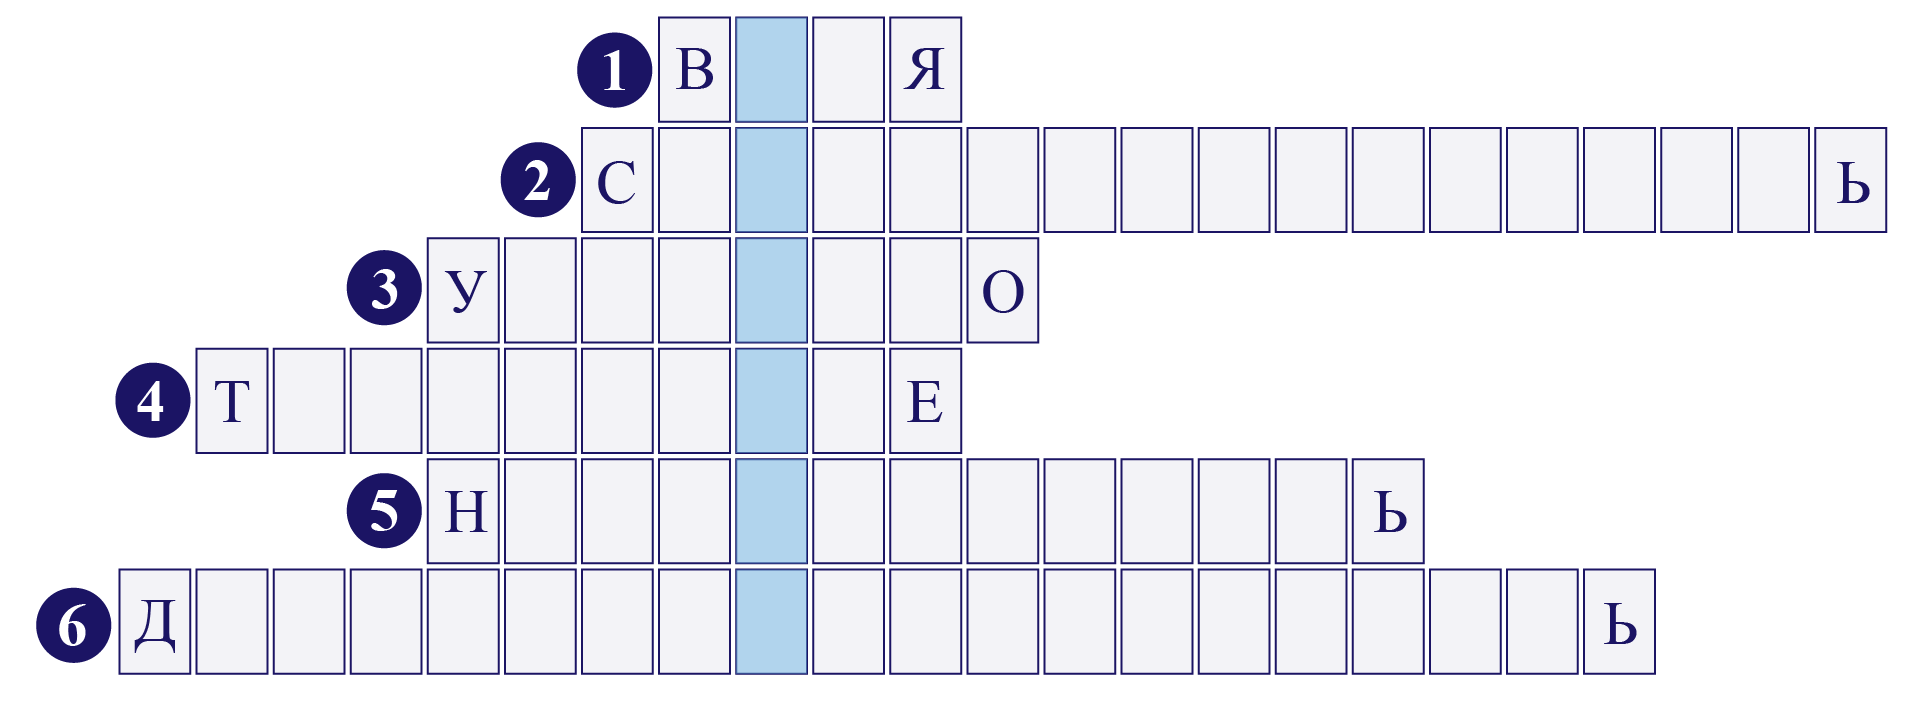 1 В Я
2 С Ь
3 У О
4 Т Е
5 Н Ь
6 Д Ь